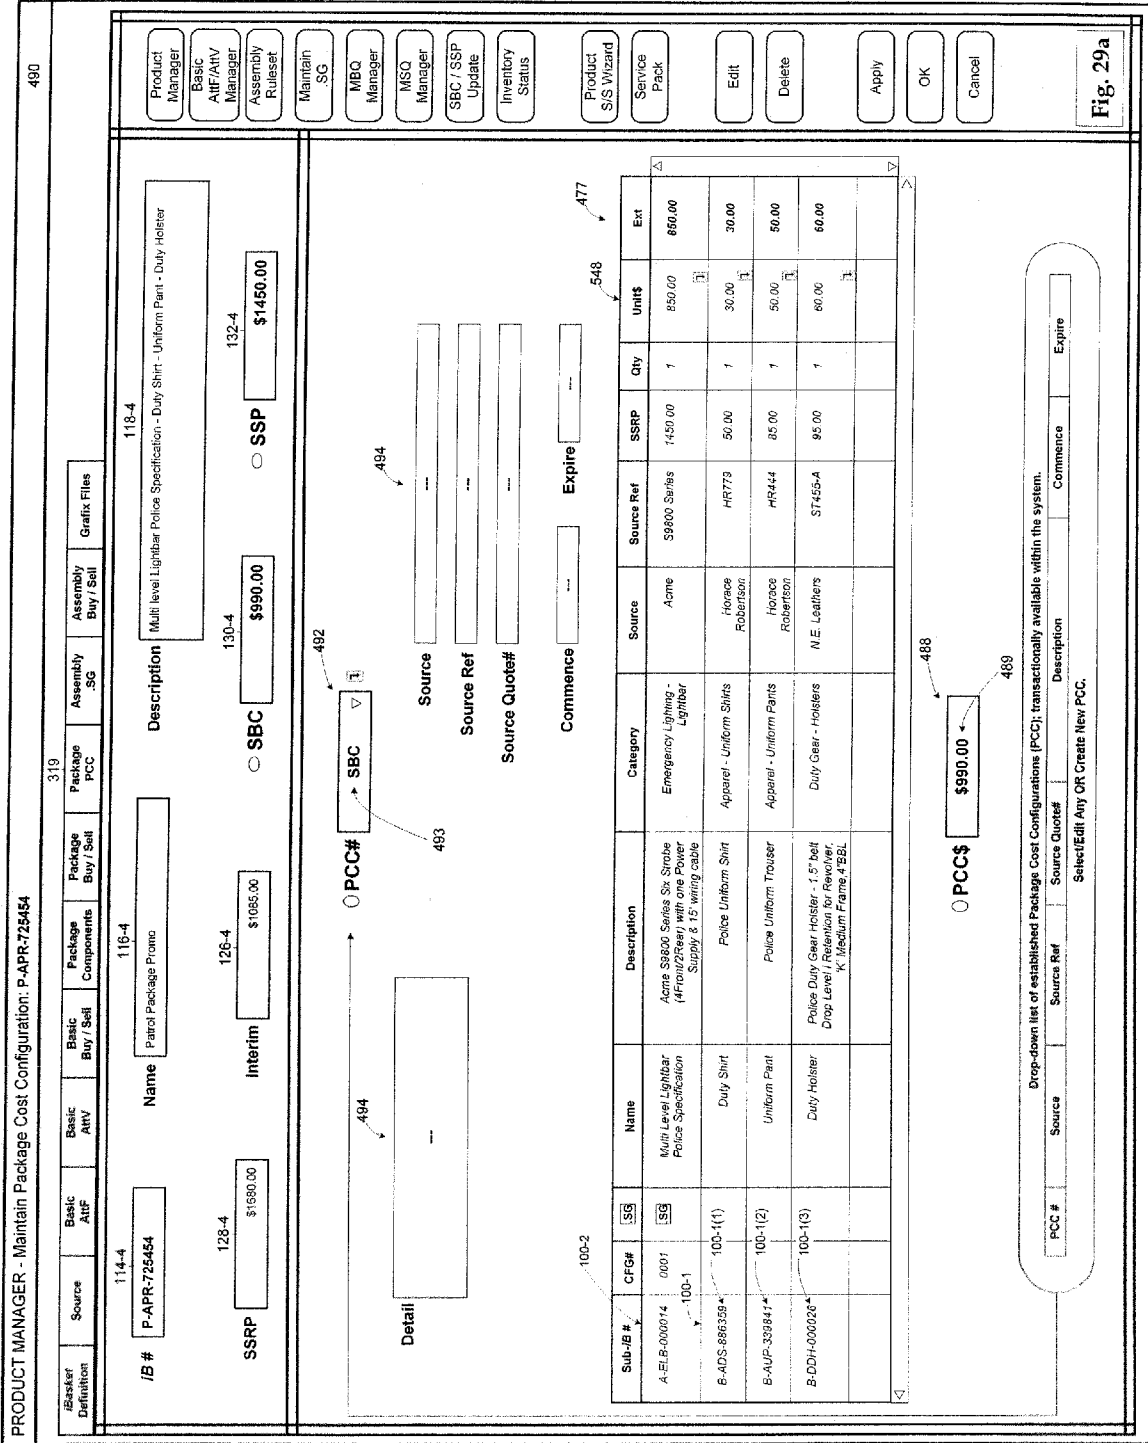 PRODUCT MANAGER - Maintain Package Cost Configuration: P-APR-725454
490
319
iBasket Definition
Source
Basic AttF
Basic AttV
Basic Buy / Sell
Package Components
Package Buy / Sell
Package PCC
Assembly .SG
Assembly Buy / Sell
Grafix Files
114-4
116-4
118-4
iB # P-APR-725454
Name Patrol Package Promo
Description Multi level Lightbar Police Specification - Duty Shirt - Uniform Pant - Duty Holster
128-4
126-4
130-4
132-4
SSRP $1680.00
Interim $1085.00
SBC $990.00
SSP $1450.00
492
PCC# SBC
493
494
Detail ---
494
Source ---
Source Ref ---
Source Quote# ---
Commence ---
Expire ---
100-2
548
477
Sub-IB # CFG# .SG Name Description Category Source Source Ref SSRP Qty Unit$ Ext
A-ELB-000014 0001 .SG Multi Level Lightbar Police Specification Acme S9800 Series Six Strobe (4Front/2Rear) with one Power Supply & 15' wiring cable Emergency Lighting - Lightbar Acme S9800 Series 1450.00 1 850.00 850.00
100-1
B-ADS-886359 100-1(1) Duty Shirt Police Uniform Shirt Apparel - Uniform Shirts Horace Robertson HR779 50.00 1 30.00 30.00
B-AUP-339841 100-1(2) Uniform Pant Police Uniform Trouser Apparel - Uniform Pants Horace Robertson HR444 85.00 1 50.00 50.00
B-DDH-000026 100-1(3) Duty Holster Police Duty Gear Holster - 1.5" belt Drop Level I Retention for Revolver, 'K' Medium Frame,4"BBL Duty Gear - Holsters N.E. Leathers ST455-A 95.00 1 60.00 60.00
488
PCC$ $990.00
489
Drop-down list of established Package Cost Configurations (PCC); transactionally available within the system.
PCC # Source Source Ref Source Quote# Description Commence Expire
Select/Edit Any OR Create New PCC.
Product Manager
Basic AttF/AttV Manager
Assembly Ruleset
Maintain .SG
MBQ Manager
MSQ Manager
SBC / SSP Update
Inventory Status
Product S/S Wizard
Service Pack
Edit
Delete
Apply
OK
Cancel
Fig. 29a